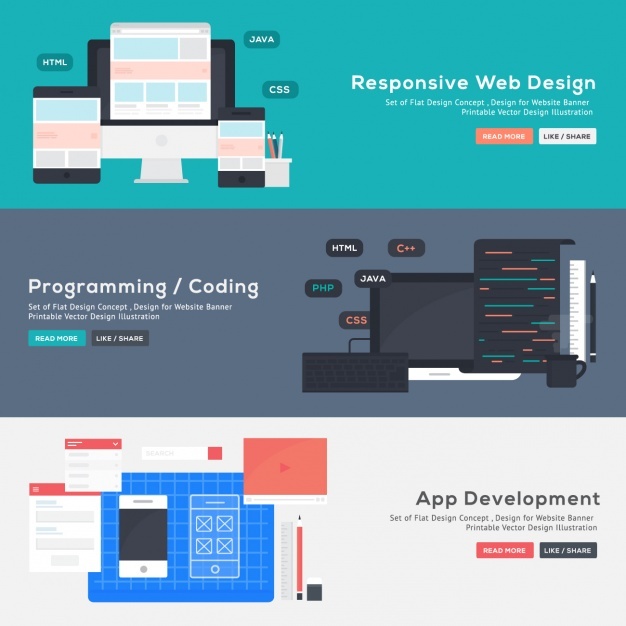 JAVA
HTML
CSS
Responsive Web Design
Set of Flat Design Concept , Design for Website Banner
Printable Vector Design Illustration
READ MORE
LIKE / SHARE
HTML
C++
JAVA
PHP
CSS
Programming / Coding
Set of Flat Design Concept , Design for Website Banner
Printable Vector Design Illustration
READ MORE
LIKE / SHARE
SEARCH
App Development
Set of Flat Design Concept , Design for Website Banner
Printable Vector Design Illustration
READ MORE
LIKE / SHARE